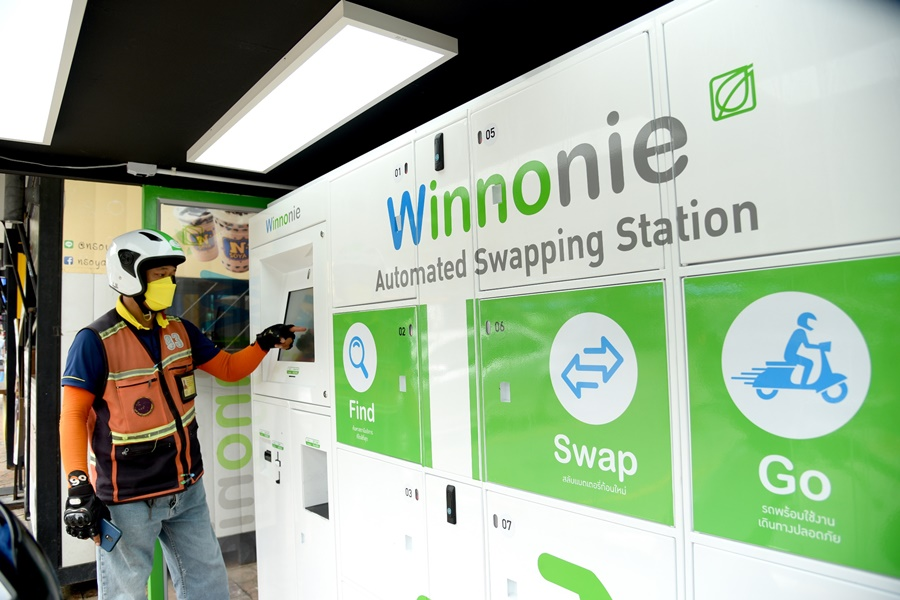 Winnonie
Automated Swapping Station
Winnonie
01
05
02
06
03
07
Find
Swap
สลับแบตเตอรี่ก้อนใหม่
Go
รถพร้อมใช้งาน
เดินทางปลอดภัย
93